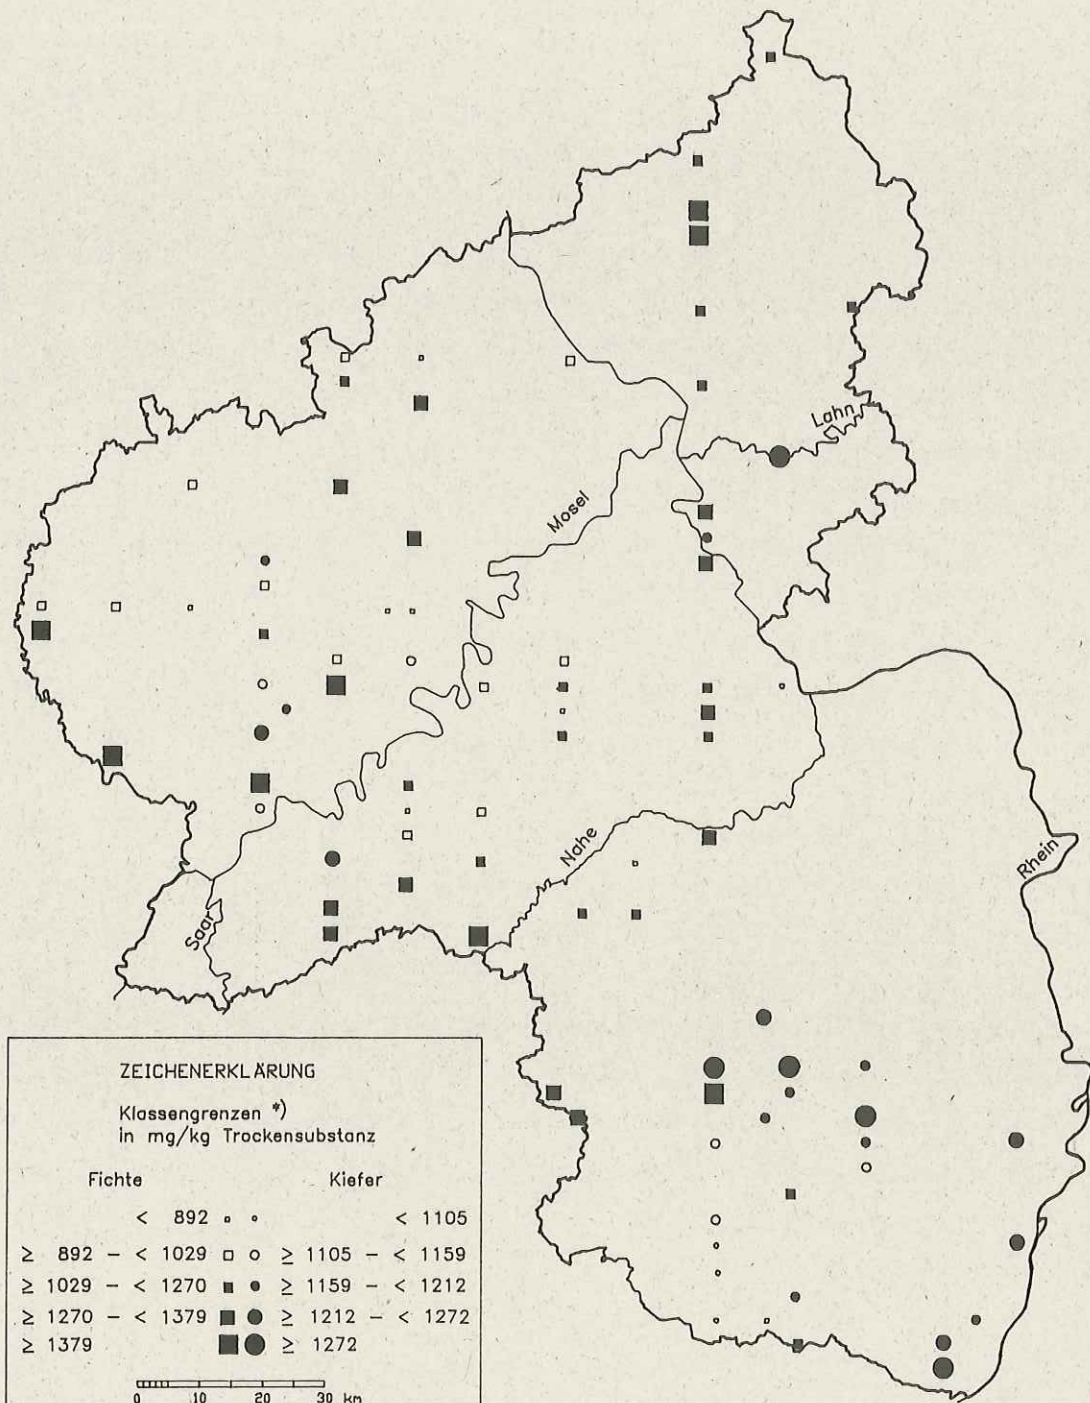 Lahn
Mosel
Nahe
Rhein
Saar
ZEICHENERKLÄRUNG
Klassengrenzen *)
in mg/kg Trockensubstanz
Fichte Kiefer
< 892 < 1105
≥ 892 – < 1029 ≥ 1105 – < 1159
≥ 1029 – < 1270 ≥ 1159 – < 1212
≥ 1270 – < 1379 ≥ 1212 – < 1272
≥ 1379 ≥ 1272
0 10 20 30 km